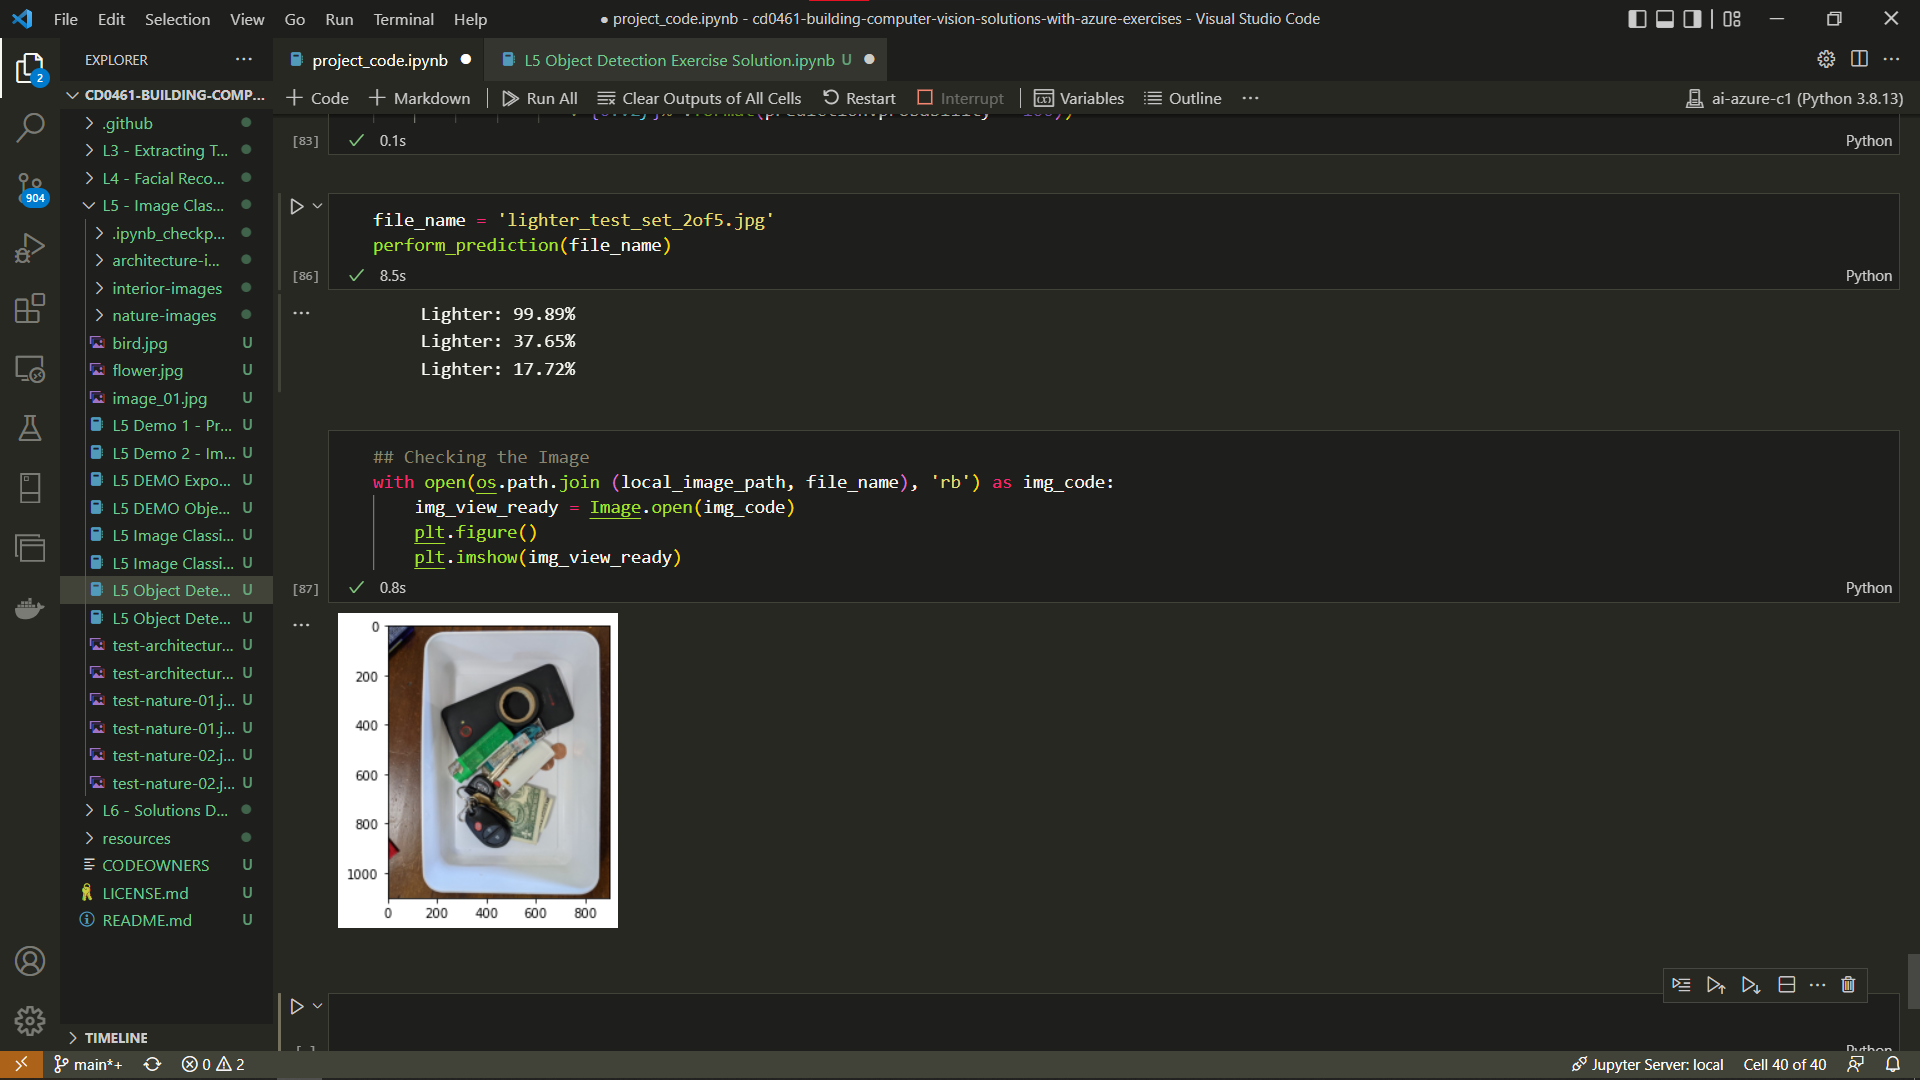 File Edit Selection View Go Run Terminal Help
● project_code.ipynb - cd0461-building-computer-vision-solutions-with-azure-exercises - Visual Studio Code
EXPLORER
project_code.ipynb
L5 Object Detection Exercise Solution.ipynb U
CD0461-BUILDING-COMP...
+ Code + Markdown Run All Clear Outputs of All Cells Restart Interrupt Variables Outline ...
ai-azure-c1 (Python 3.8.13)
2
904
.github
L3 - Extracting T...
L4 - Facial Reco...
L5 - Image Clas...
.ipynb_checkp...
architecture-i...
interior-images
nature-images
bird.jpg U
flower.jpg U
image_01.jpg U
L5 Demo 1 - Pr... U
L5 Demo 2 - Im... U
L5 DEMO Expo... U
L5 DEMO Obje... U
L5 Image Classi... U
L5 Image Classi... U
L5 Object Dete... U
L5 Object Dete... U
test-architectur... U
test-architectur... U
test-nature-01.j... U
test-nature-01.j... U
test-nature-02.j... U
test-nature-02.j... U
L6 - Solutions D...
resources
CODEOWNERS U
LICENSE.md U
README.md U
TIMELINE
[83] 0.1s Python
file_name = 'lighter_test_set_2of5.jpg'
perform_prediction(file_name)
[86] 8.5s Python
Lighter: 99.89%
Lighter: 37.65%
Lighter: 17.72%
## Checking the Image
with open(os.path.join (local_image_path, file_name), 'rb') as img_code:
img_view_ready = Image.open(img_code)
plt.figure()
plt.imshow(img_view_ready)
[87] 0.8s Python
0
200
400
600
800
1000
0 200 400 600 800
Python
main*+ 0 2
Jupyter Server: local Cell 40 of 40